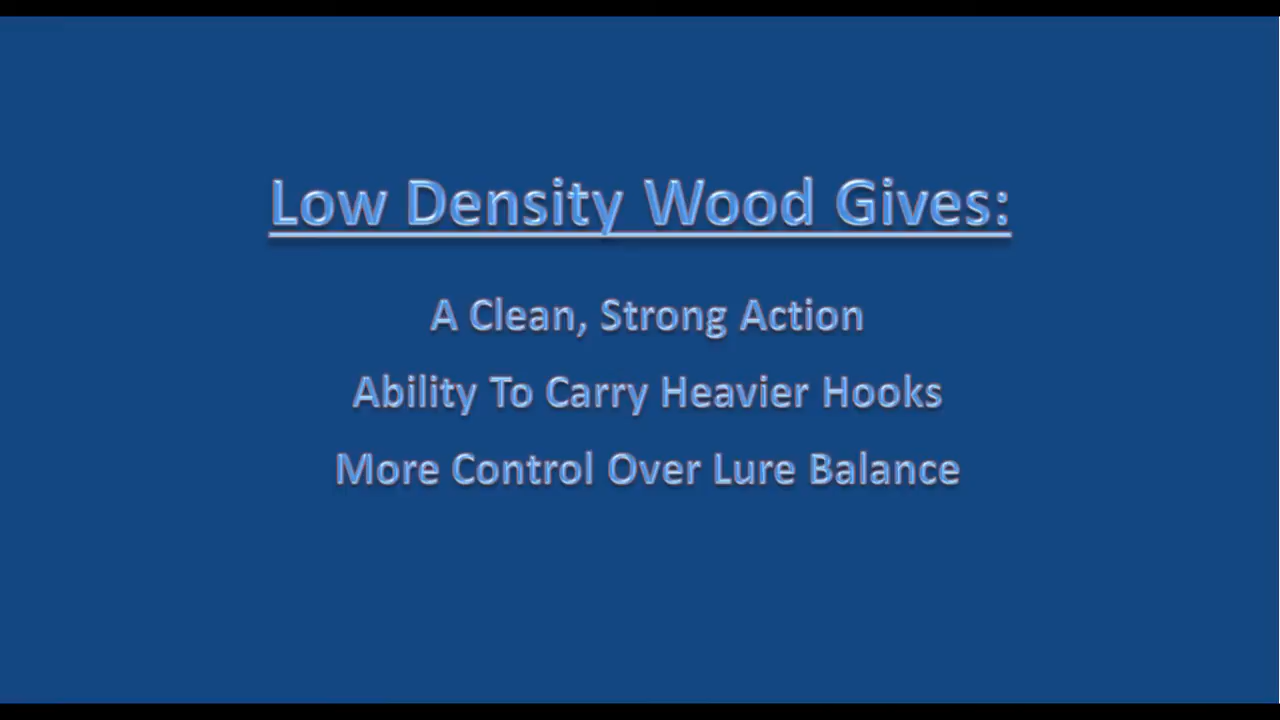 Low Density Wood Gives:
A Clean, Strong Action
Ability To Carry Heavier Hooks
More Control Over Lure Balance